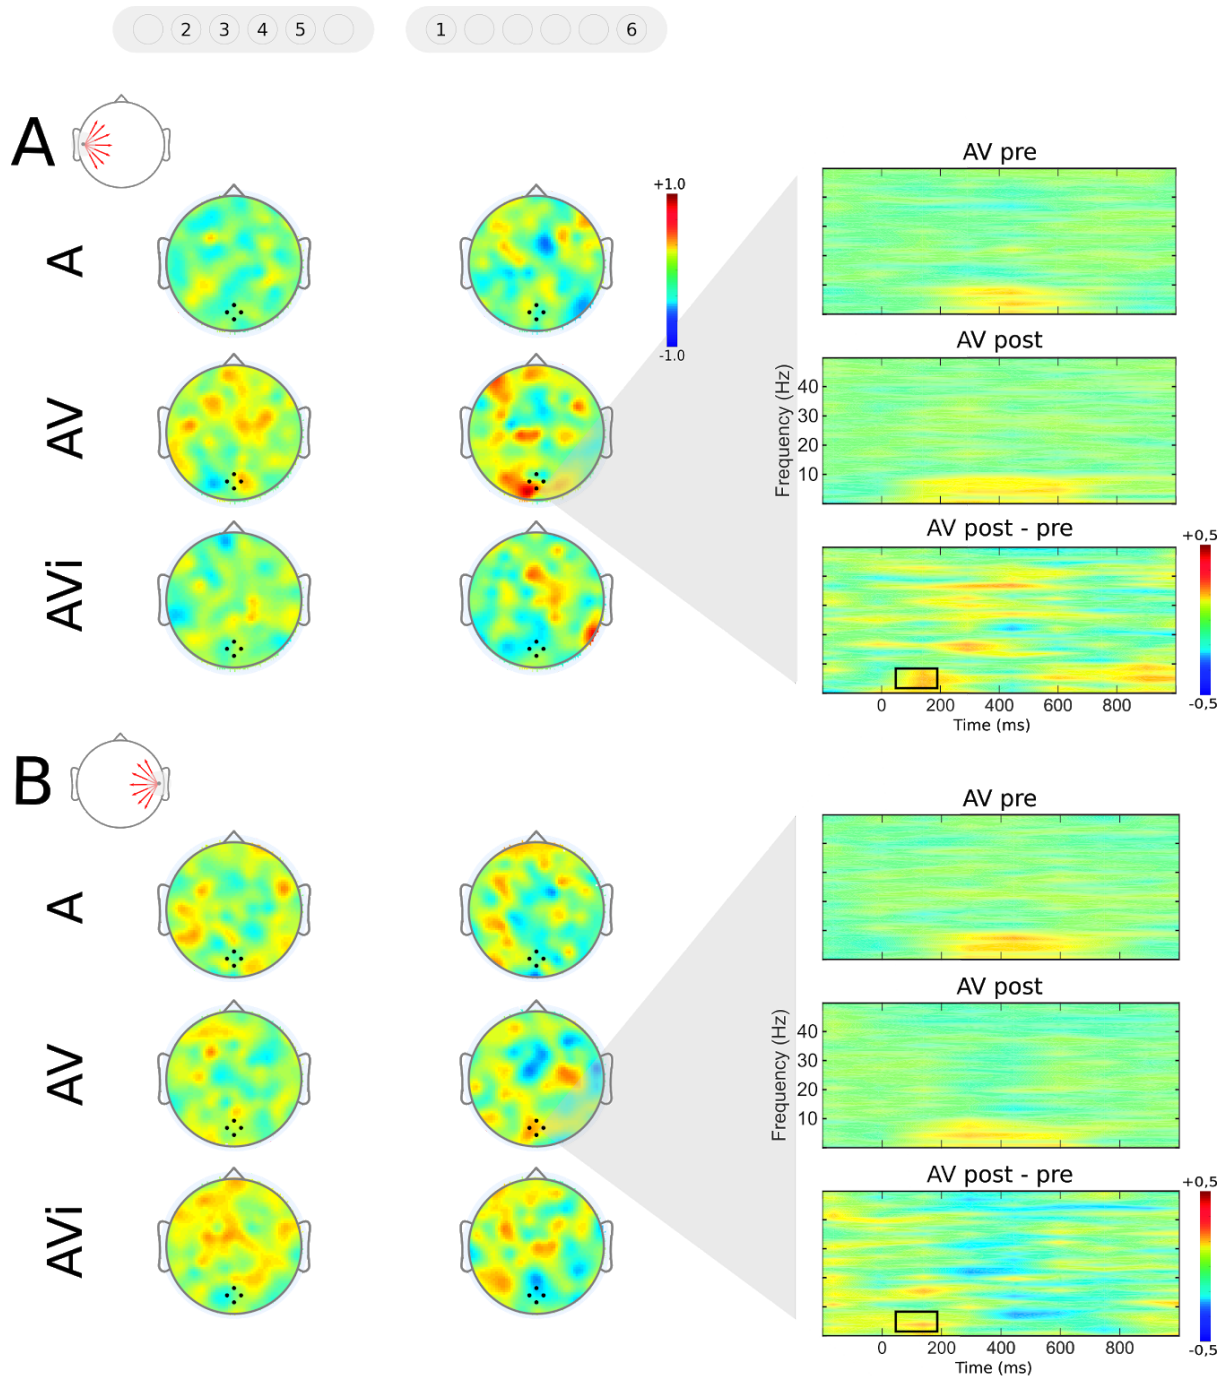 2 3 4 5 1 6
A
A
AV
AVi
+1.0
-1.0
AV pre
AV post
Frequency (Hz)
40
30
20
10
AV post - pre
+0,5
-0,5
0 200 400 600 800
Time (ms)
B
A
AV
AVi
AV pre
AV post
Frequency (Hz)
40
30
20
10
AV post - pre
+0,5
-0,5
0 200 400 600 800
Time (ms)